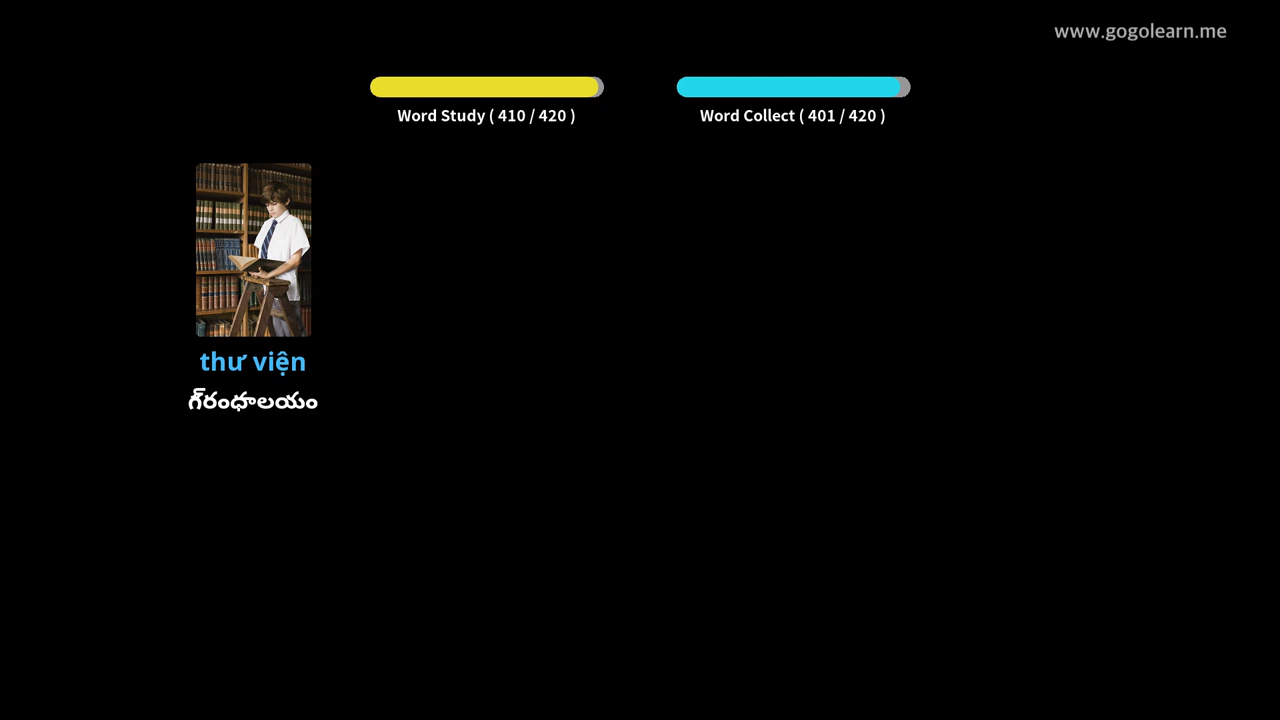 www.gogolearn.me
Word Study ( 410 / 420 )
Word Collect ( 401 / 420 )
thư viện
గ్రంధాలయం